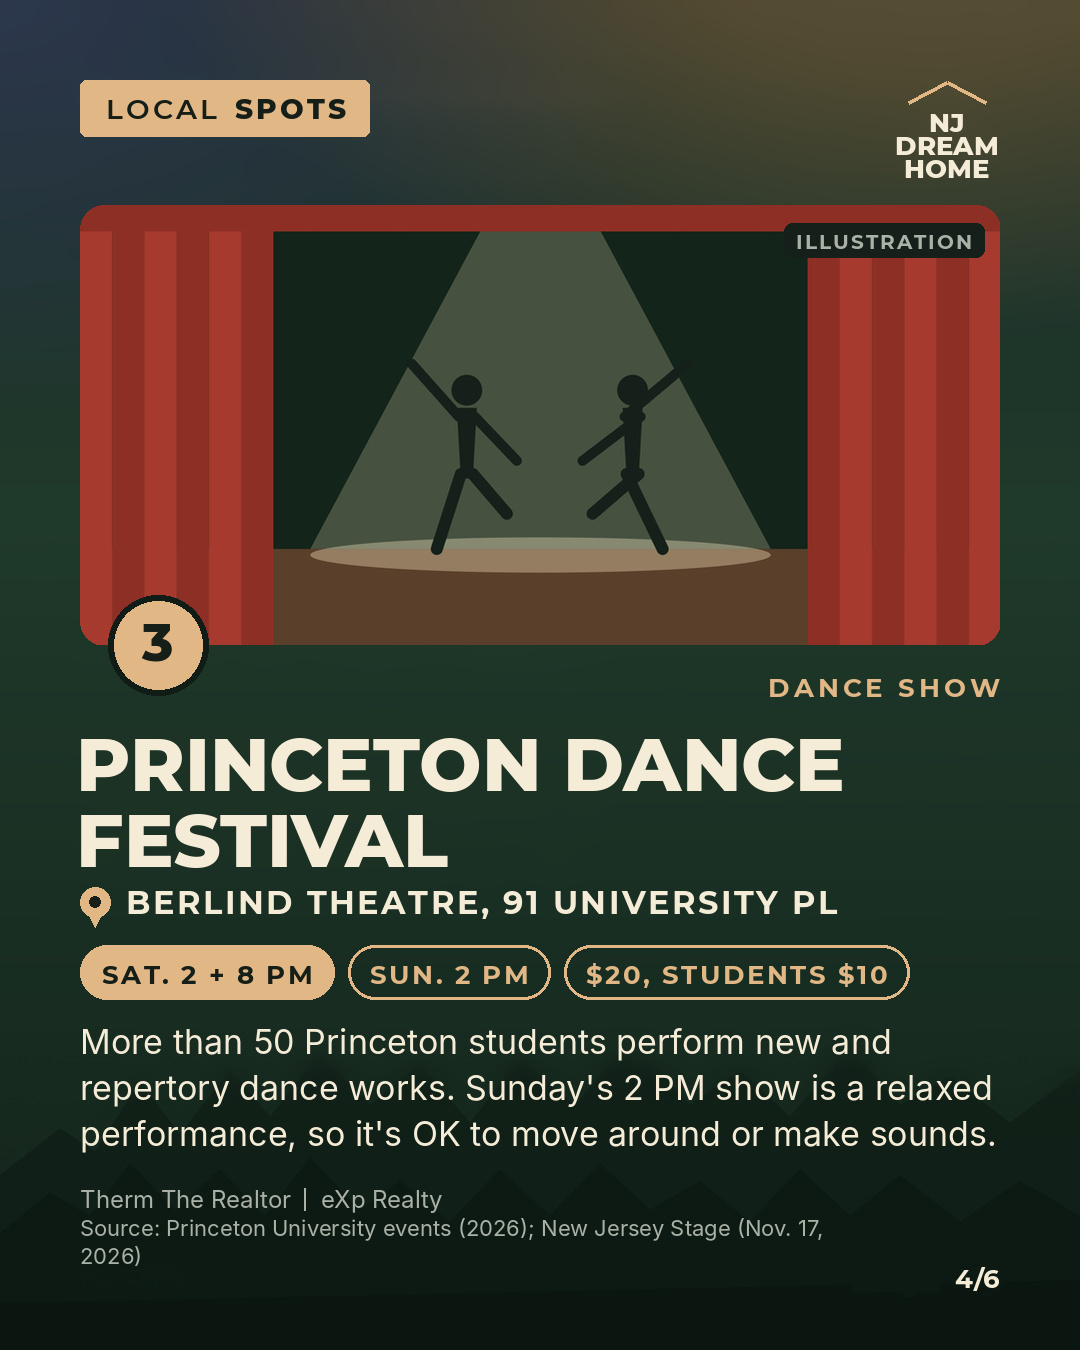 LOCAL SPOTS
NJ
DREAM
HOME
ILLUSTRATION
3
DANCE SHOW
PRINCETON DANCE
FESTIVAL
BERLIND THEATRE, 91 UNIVERSITY PL
SAT. 2 + 8 PM
SUN. 2 PM
$20, STUDENTS $10
More than 50 Princeton students perform new and
repertory dance works. Sunday's 2 PM show is a relaxed
performance, so it's OK to move around or make sounds.
Therm The Realtor | eXp Realty
Source: Princeton University events (2026); New Jersey Stage (Nov. 17,
2026)
4/6